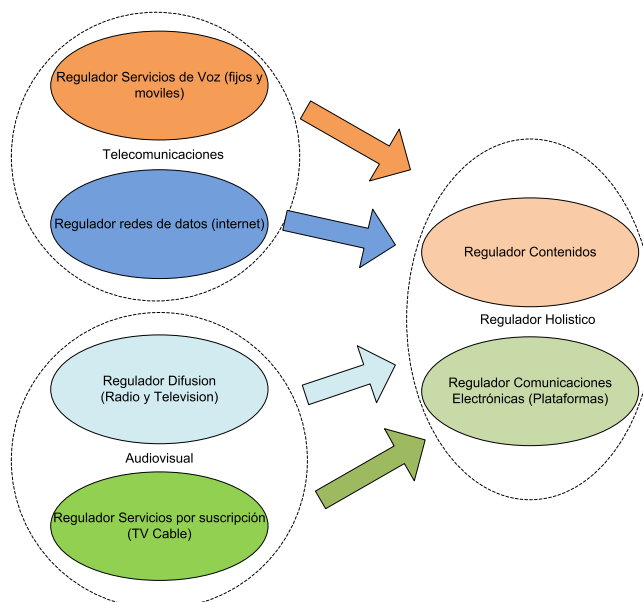 Regulador Servicios de Voz (fijos y
moviles)
Telecomunicaciones
Regulador redes de datos (internet)
Regulador Difusion
(Radio y Television)
Audiovisual
Regulador Servicios por suscripción
(TV Cable)
Regulador Contenidos
Regulador Holistico
Regulador Comunicaciones
Electrónicas (Plataformas)